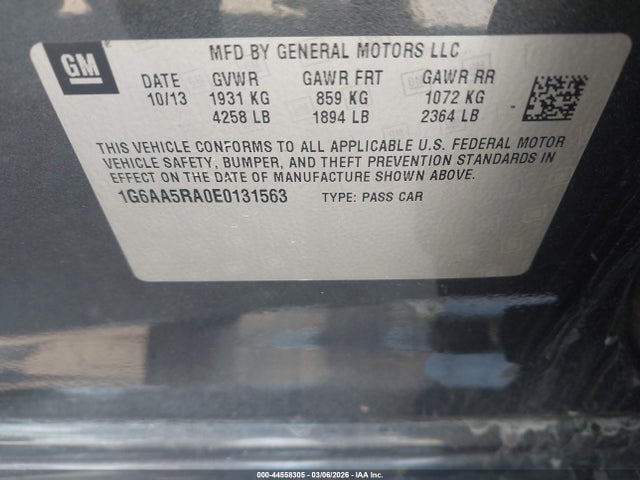 GM
MFD BY GENERAL MOTORS LLC
DATE GVWR GAWR FRT GAWR RR
10/13 1931 KG 859 KG 1072 KG
4258 LB 1894 LB 2364 LB
THIS VEHICLE CONFORMS TO ALL APPLICABLE U.S. FEDERAL MOTOR
VEHICLE SAFETY, BUMPER, AND THEFT PREVENTION STANDARDS IN
EFFECT ON THE DATE OF MANUFACTURE SHOWN ABOVE.
1G6AA5RA0E0131563 TYPE: PASS CAR
000-44558305 - 03/06/2026 - IAA Inc.